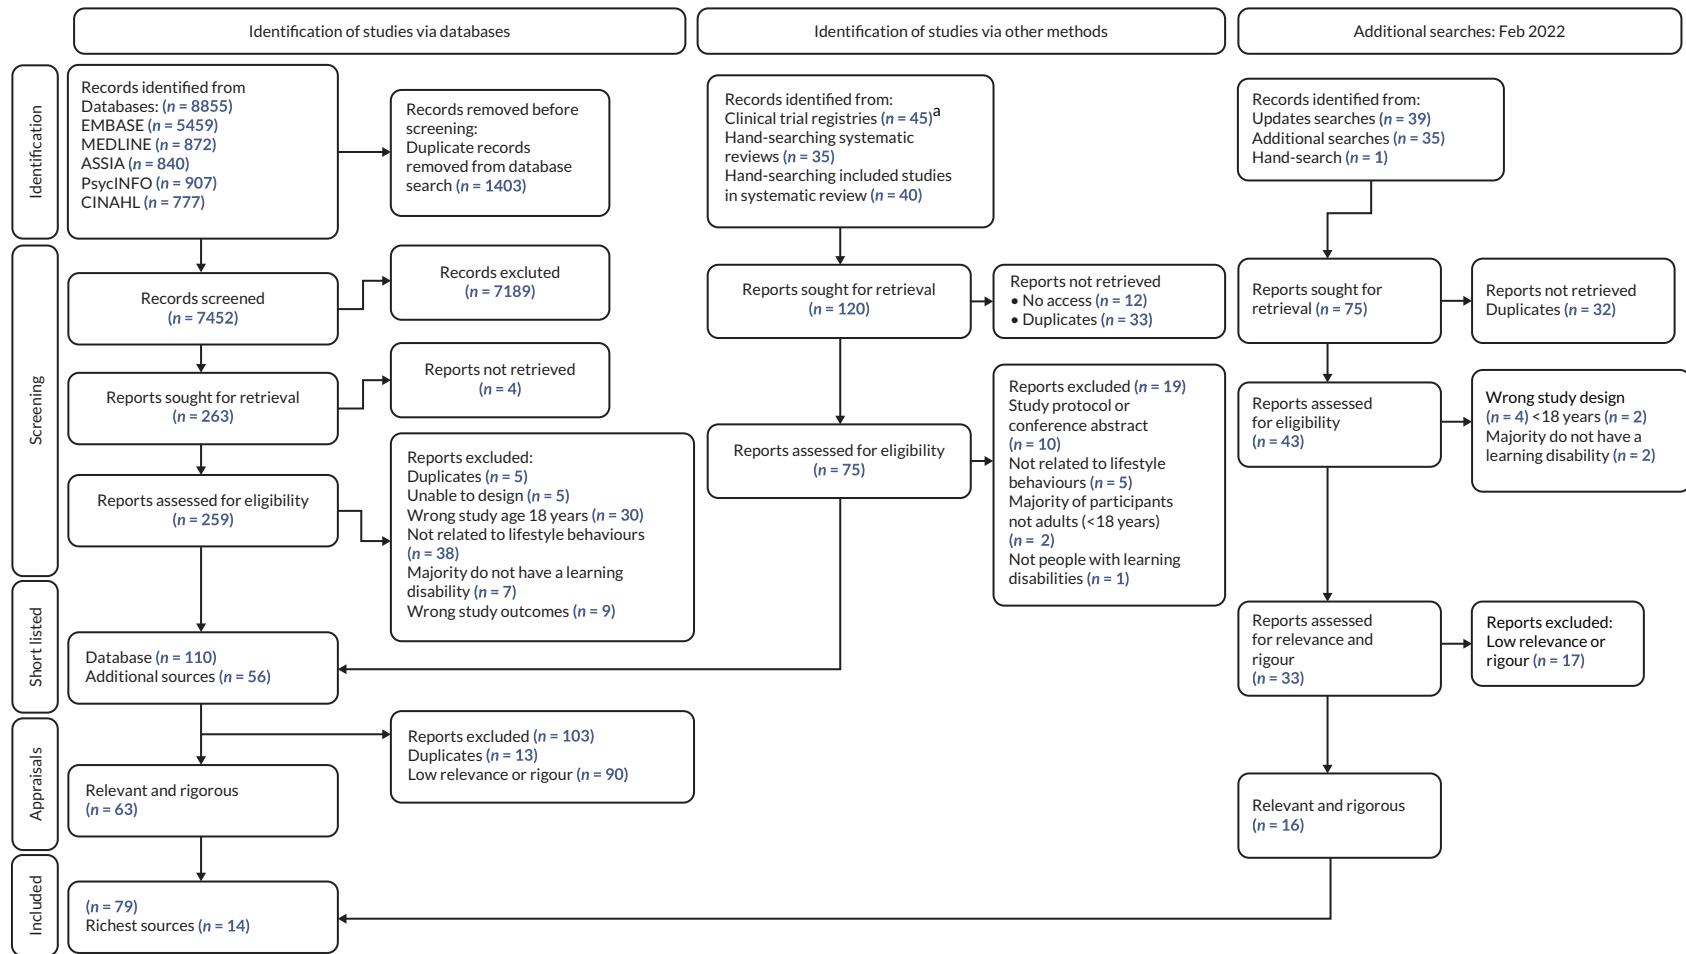 Identification of studies via databases
Identification of studies via other methods
Additional searches: Feb 2022
Identification
Records identified from
Databases: (n = 8855)
EMBASE (n = 5459)
MEDLINE (n = 872)
ASSIA (n = 840)
PsycINFO (n = 907)
CINAHL (n = 777)
Records removed before
screening:
Duplicate records
removed from database
search (n = 1403)
Records identified from:
Clinical trial registries (n = 45)a
Hand-searching systematic
reviews (n = 35)
Hand-searching included studies
in systematic review (n = 40)
Records identified from:
Updates searches (n = 39)
Additional searches (n = 35)
Hand-search (n = 1)
Screening
Records screened
(n = 7452)
Records excluted
(n = 7189)
Reports sought for retrieval
(n = 263)
Reports not retrieved
(n = 4)
Reports assessed for eligibility
(n = 259)
Reports excluded:
Duplicates (n = 5)
Unable to design (n = 5)
Wrong study age 18 years (n = 30)
Not related to lifestyle behaviours
(n = 38)
Majority do not have a learning
disability (n = 7)
Wrong study outcomes (n = 9)
Reports sought for retrieval
(n = 120)
Reports not retrieved
• No access (n = 12)
• Duplicates (n = 33)
Reports assessed for eligibility
(n = 75)
Reports excluded (n = 19)
Study protocol or
conference abstract
(n = 10)
Not related to lifestyle
behaviours (n = 5)
Majority of participants
not adults (<18 years)
(n = 2)
Not people with learning
disabilities (n = 1)
Reports sought for
retrieval (n = 75)
Reports not retrieved
Duplicates (n = 32)
Reports assessed
for eligibility
(n = 43)
Wrong study design
(n = 4) <18 years (n = 2)
Majority do not have a
learning disability (n = 2)
Short listed
Database (n = 110)
Additional sources (n = 56)
Reports assessed
for relevance and
rigour
(n = 33)
Reports excluded:
Low relevance or
rigour (n = 17)
Appraisals
Reports excluded (n = 103)
Duplicates (n = 13)
Low relevance or rigour (n = 90)
Relevant and rigorous
(n = 63)
Relevant and rigorous
(n = 16)
Included
(n = 79)
Richest sources (n = 14)